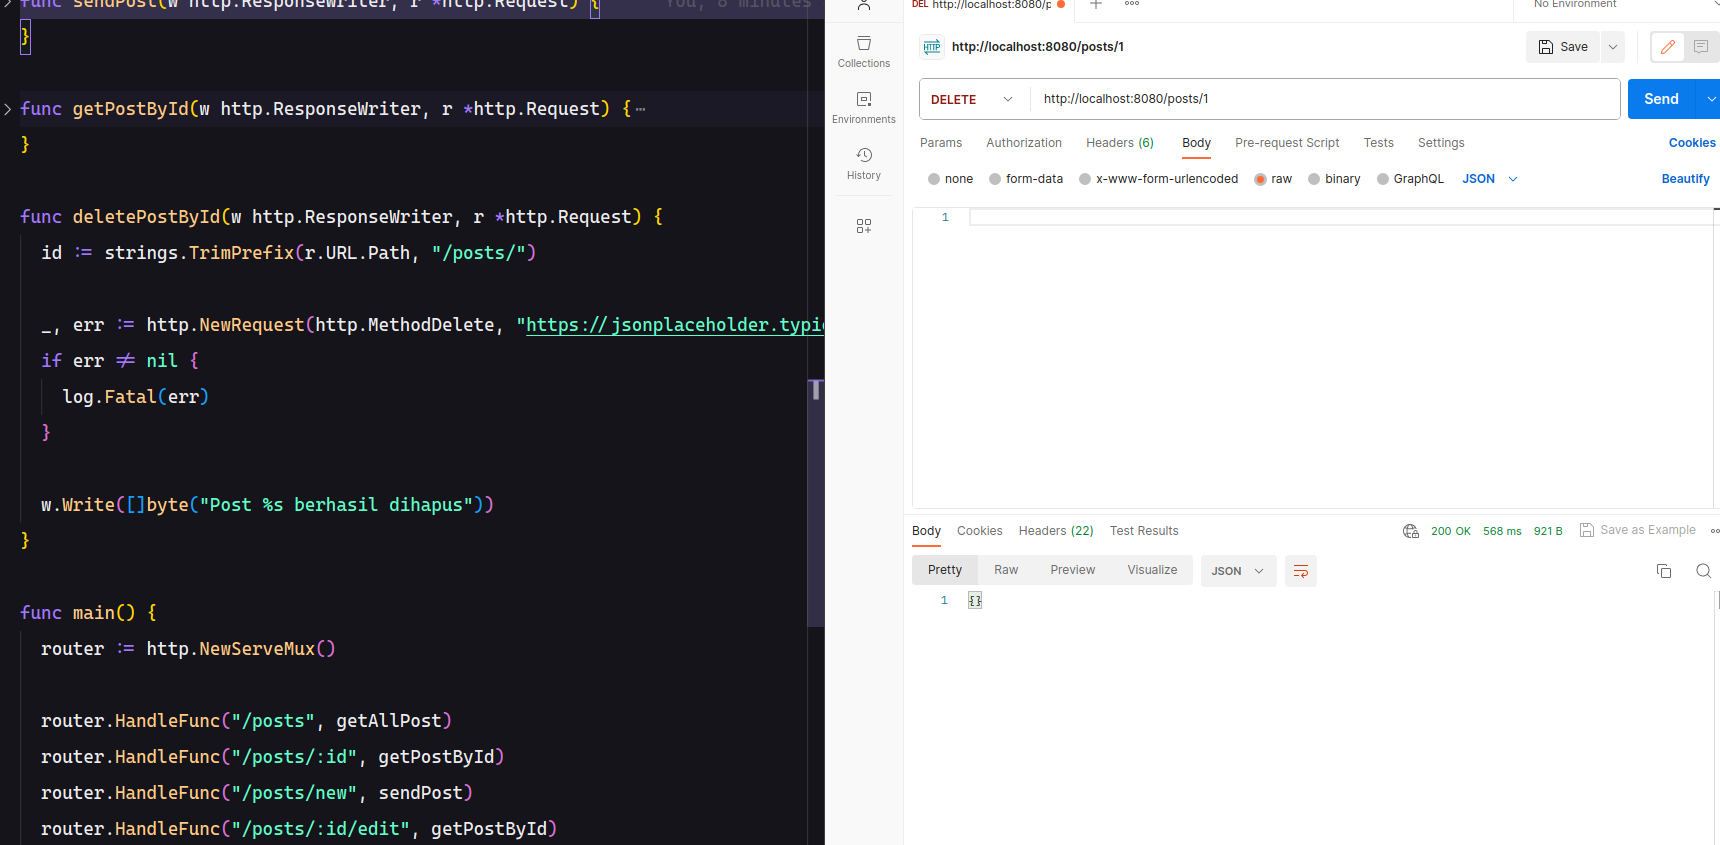 func sendPost(w http.ResponseWriter, r *http.Request) { You, 8 minutes
}
func getPostById(w http.ResponseWriter, r *http.Request) {⋯
}
func deletePostById(w http.ResponseWriter, r *http.Request) {
id := strings.TrimPrefix(r.URL.Path, "/posts/")
_, err := http.NewRequest(http.MethodDelete, "https://jsonplaceholder.typic
if err != nil {
log.Fatal(err)
}
w.Write([]byte("Post %s berhasil dihapus"))
}
func main() {
router := http.NewServeMux()
router.HandleFunc("/posts", getAllPost)
router.HandleFunc("/posts/:id", getPostById)
router.HandleFunc("/posts/new", sendPost)
router.HandleFunc("/posts/:id/edit", getPostById)
Collections
Environments
History
DEL http://localhost:8080/p
No Environment
HTTP http://localhost:8080/posts/1
Save
DELETE http://localhost:8080/posts/1
Send
Params Authorization Headers (6) Body Pre-request Script Tests Settings
Cookies
none form-data x-www-form-urlencoded raw binary GraphQL JSON
Beautify
1
Body Cookies Headers (22) Test Results
200 OK 568 ms 921 B Save as Example
Pretty Raw Preview Visualize JSON
1 {}